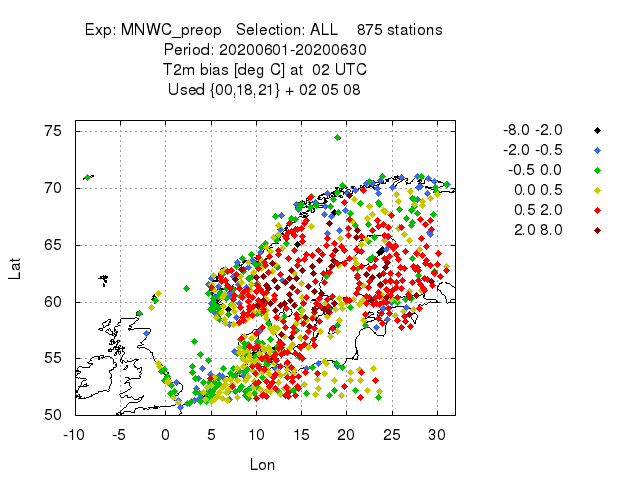 Exp: MNWC_preop   Selection: ALL    875 stations
Period: 20200601-20200630
T2m bias [deg C] at  02 UTC
Used {00,18,21} + 02 05 08
-8.0 -2.0
-2.0 -0.5
-0.5 0.0
0.0 0.5
0.5 2.0
2.0 8.0
75
70
65
60
55
50
Lat
-10 -5 0 5 10 15 20 25 30
Lon